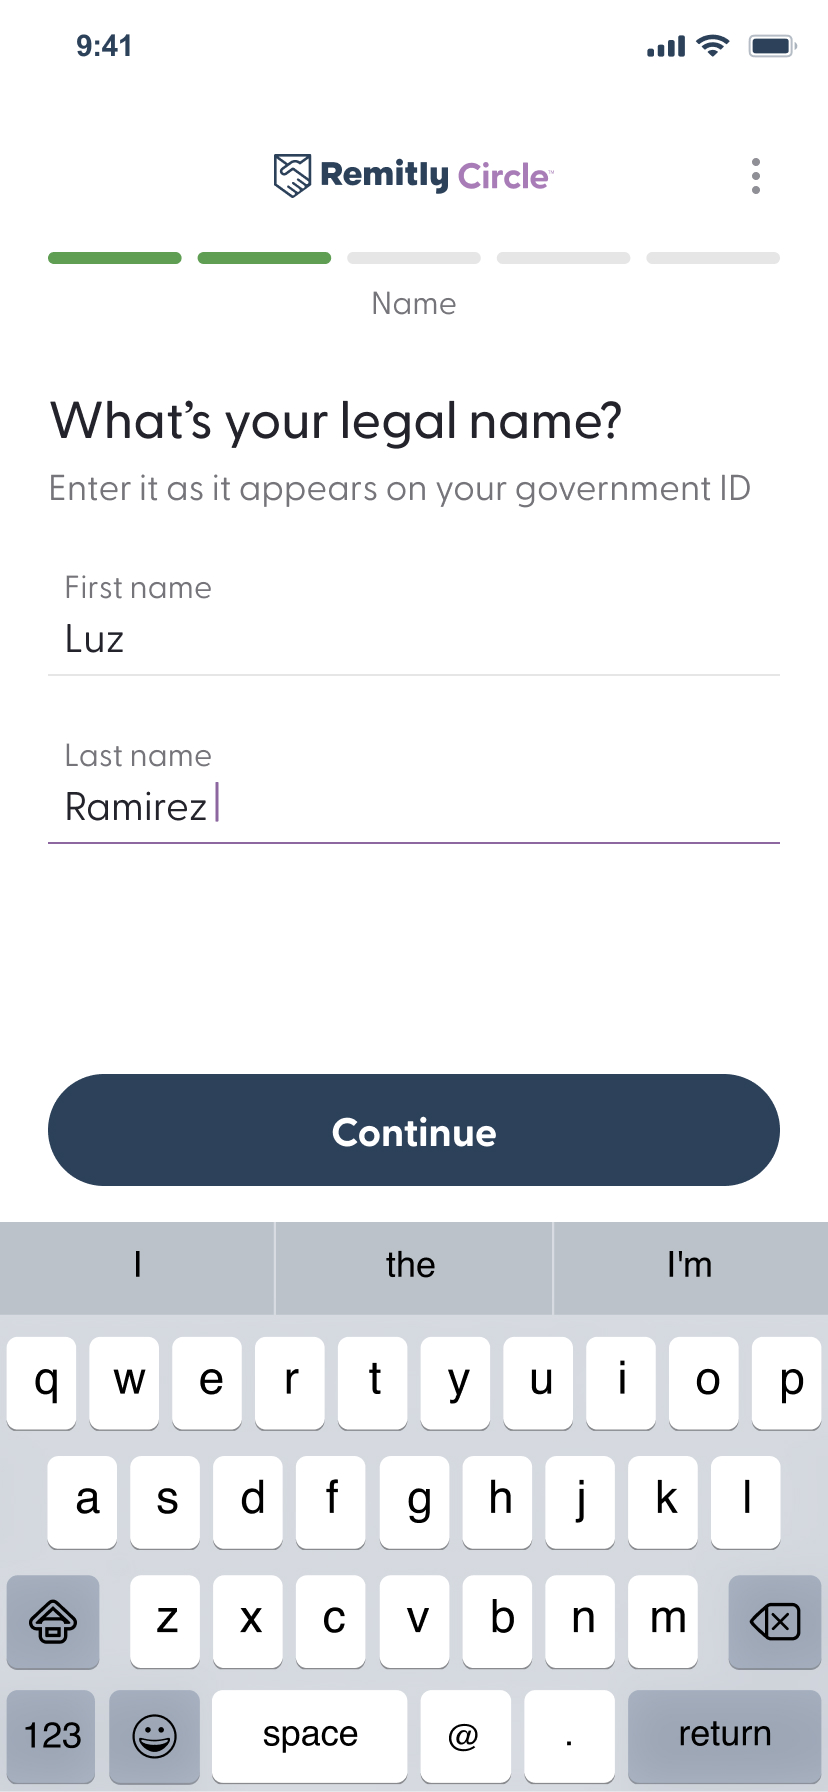 9:41
Remitly Circle™
Name
What’s your legal name?
Enter it as it appears on your government ID
First name
Luz
Last name
Ramirez
Continue
I the I'm
q w e r t y u i o p
a s d f g h j k l
z x c v b n m
123 space @ . return